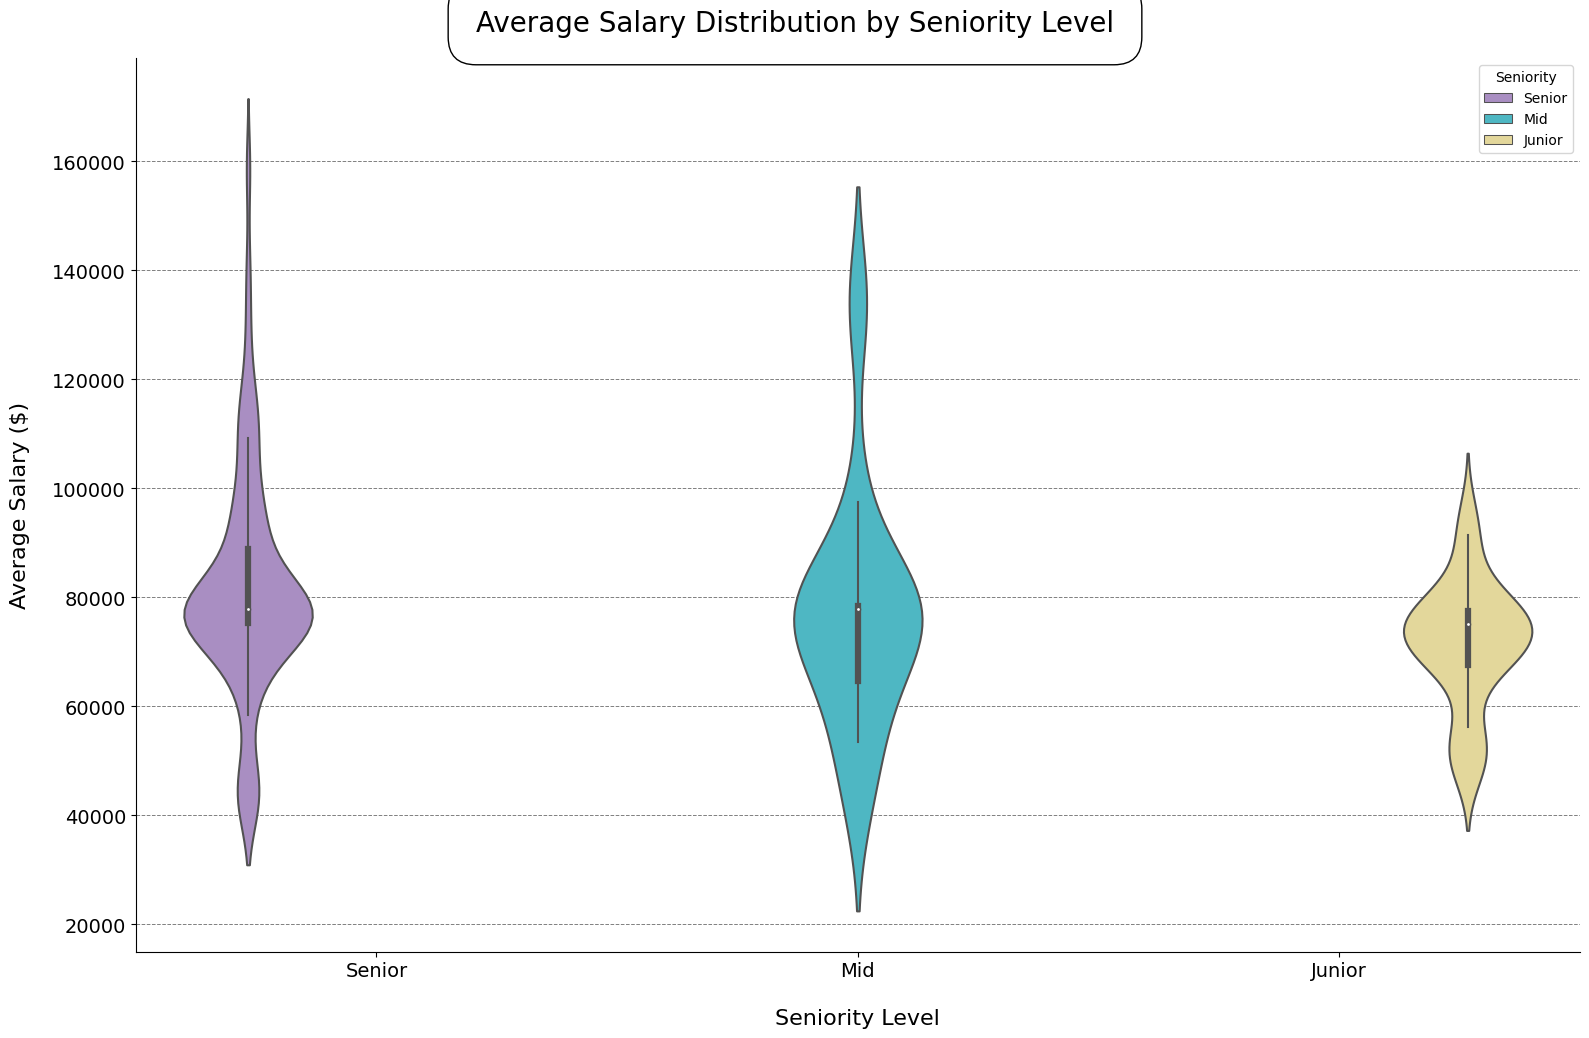 Average Salary Distribution by Seniority Level
Seniority
Senior
Mid
Junior
160000
140000
120000
100000
80000
60000
40000
20000
Average Salary ($)
Senior
Mid
Junior
Seniority Level